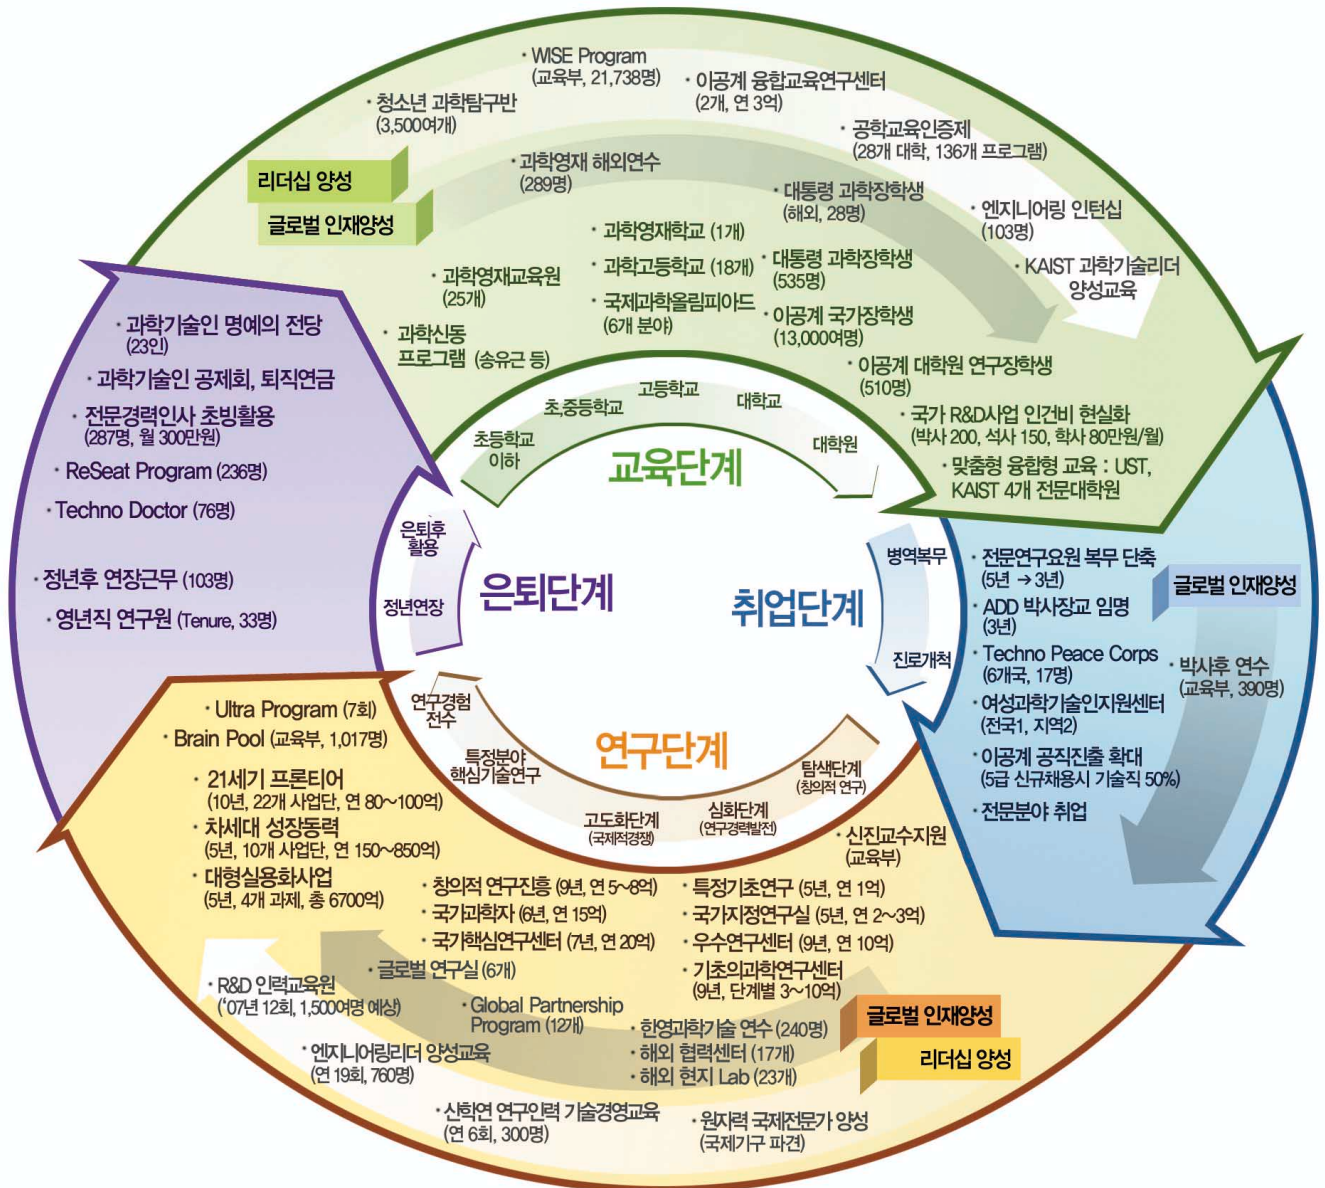 · WISE Program
(교육부, 21,738명)
· 청소년 과학탐구반
(3,500여개)
· 이공계 융합교육연구센터
(2개, 연 3억)
· 공학교육인증제
(28개 대학, 136개 프로그램)
· 엔지니어링 인턴십
(103명)
· KAIST 과학기술리더
양성교육
리더십 양성
글로벌 인재양성
· 과학영재 해외연수
(289명)
· 대통령 과학장학생
(해외, 28명)
· 과학영재학교 (1개)
· 과학고등학교 (18개)
· 국제과학올림피아드
(6개 분야)
· 대통령 과학장학생
(535명)
· 이공계 국가장학생
(13,000여명)
· 과학영재교육원
(25개)
· 과학신동
프로그램 (송유근 등)
· 이공계 대학원 연구장학생
(510명)
· 국가 R&D사업 인건비 현실화
(박사 200, 석사 150, 학사 80만원/월)
· 맞춤형 융합형 교육 : UST,
KAIST 4개 전문대학원
초등학교
이하
초,중등학교
고등학교
대학교
대학원
교육단계
병역복무
진로개척
취업단계
· 전문연구요원 복무 단축
(5년 → 3년)
· ADD 박사장교 임명
(3년)
· Techno Peace Corps
(6개국, 17명)
· 여성과학기술인지원센터
(전국1, 지역2)
· 이공계 공직진출 확대
(5급 신규채용시 기술직 50%)
· 전문분야 취업
글로벌 인재양성
· 박사후 연수
(교육부, 390명)
탐색단계
(창의적 연구)
심화단계
(연구경력발전)
고도화단계
(국제적경쟁)
특정분야
핵심기술연구
연구경험
전수
연구단계
· 신진교수지원
(교육부)
· 특정기초연구 (5년, 연 1억)
· 국가지정연구실 (5년, 연 2~3억)
· 우수연구센터 (9년, 연 10억)
· 기초의과학연구센터
(9년, 단계별 3~10억)
· 창의적 연구진흥 (9년, 연 5~8억)
· 국가과학자 (6년, 연 15억)
· 국가핵심연구센터 (7년, 연 20억)
· Ultra Program (7회)
· Brain Pool (교육부, 1,017명)
· 21세기 프론티어
(10년, 22개 사업단, 연 80~100억)
· 차세대 성장동력
(5년, 10개 사업단, 연 150~850억)
· 대형실용화사업
(5년, 4개 과제, 총 6700억)
글로벌 인재양성
리더십 양성
· 글로벌 연구실 (6개)
· Global Partnership
Program (12개)
· 한영과학기술 연수 (240명)
· 해외 협력센터 (17개)
· 해외 현지 Lab (23개)
· R&D 인력교육원
('07년 12회, 1,500여명 예상)
· 엔지니어링리더 양성교육
(연 19회, 760명)
· 산학연 연구인력 기술경영교육
(연 6회, 300명)
· 원자력 국제전문가 양성
(국제기구 파견)
정년연장
은퇴후
활용
은퇴단계
· 과학기술인 명예의 전당
(23인)
· 과학기술인 공제회, 퇴직연금
· 전문경력인사 초빙활용
(287명, 월 300만원)
· ReSeat Program (236명)
· Techno Doctor (76명)
· 정년후 연장근무 (103명)
· 영년직 연구원 (Tenure, 33명)